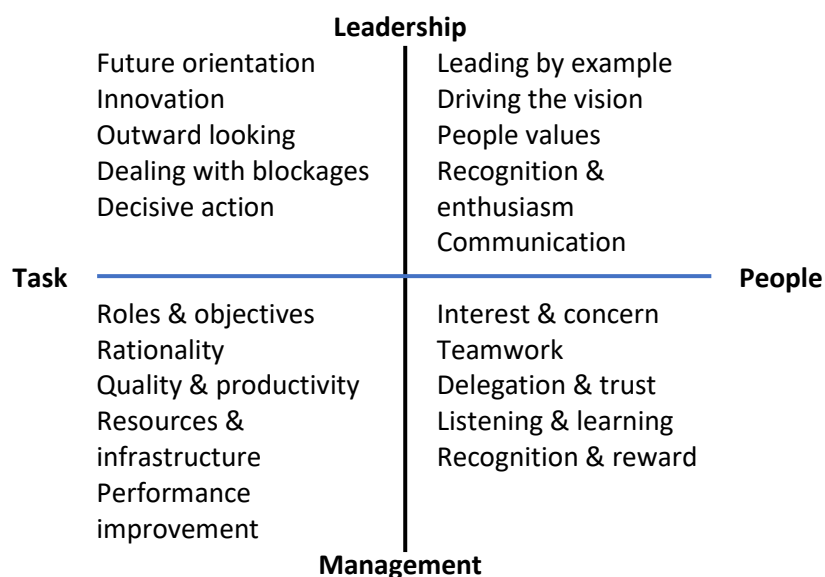 Leadership
Future orientation
Innovation
Outward looking
Dealing with blockages
Decisive action
Leading by example
Driving the vision
People values
Recognition &
enthusiasm
Communication
Task
People
Roles & objectives
Rationality
Quality & productivity
Resources &
infrastructure
Performance
improvement
Interest & concern
Teamwork
Delegation & trust
Listening & learning
Recognition & reward
Management